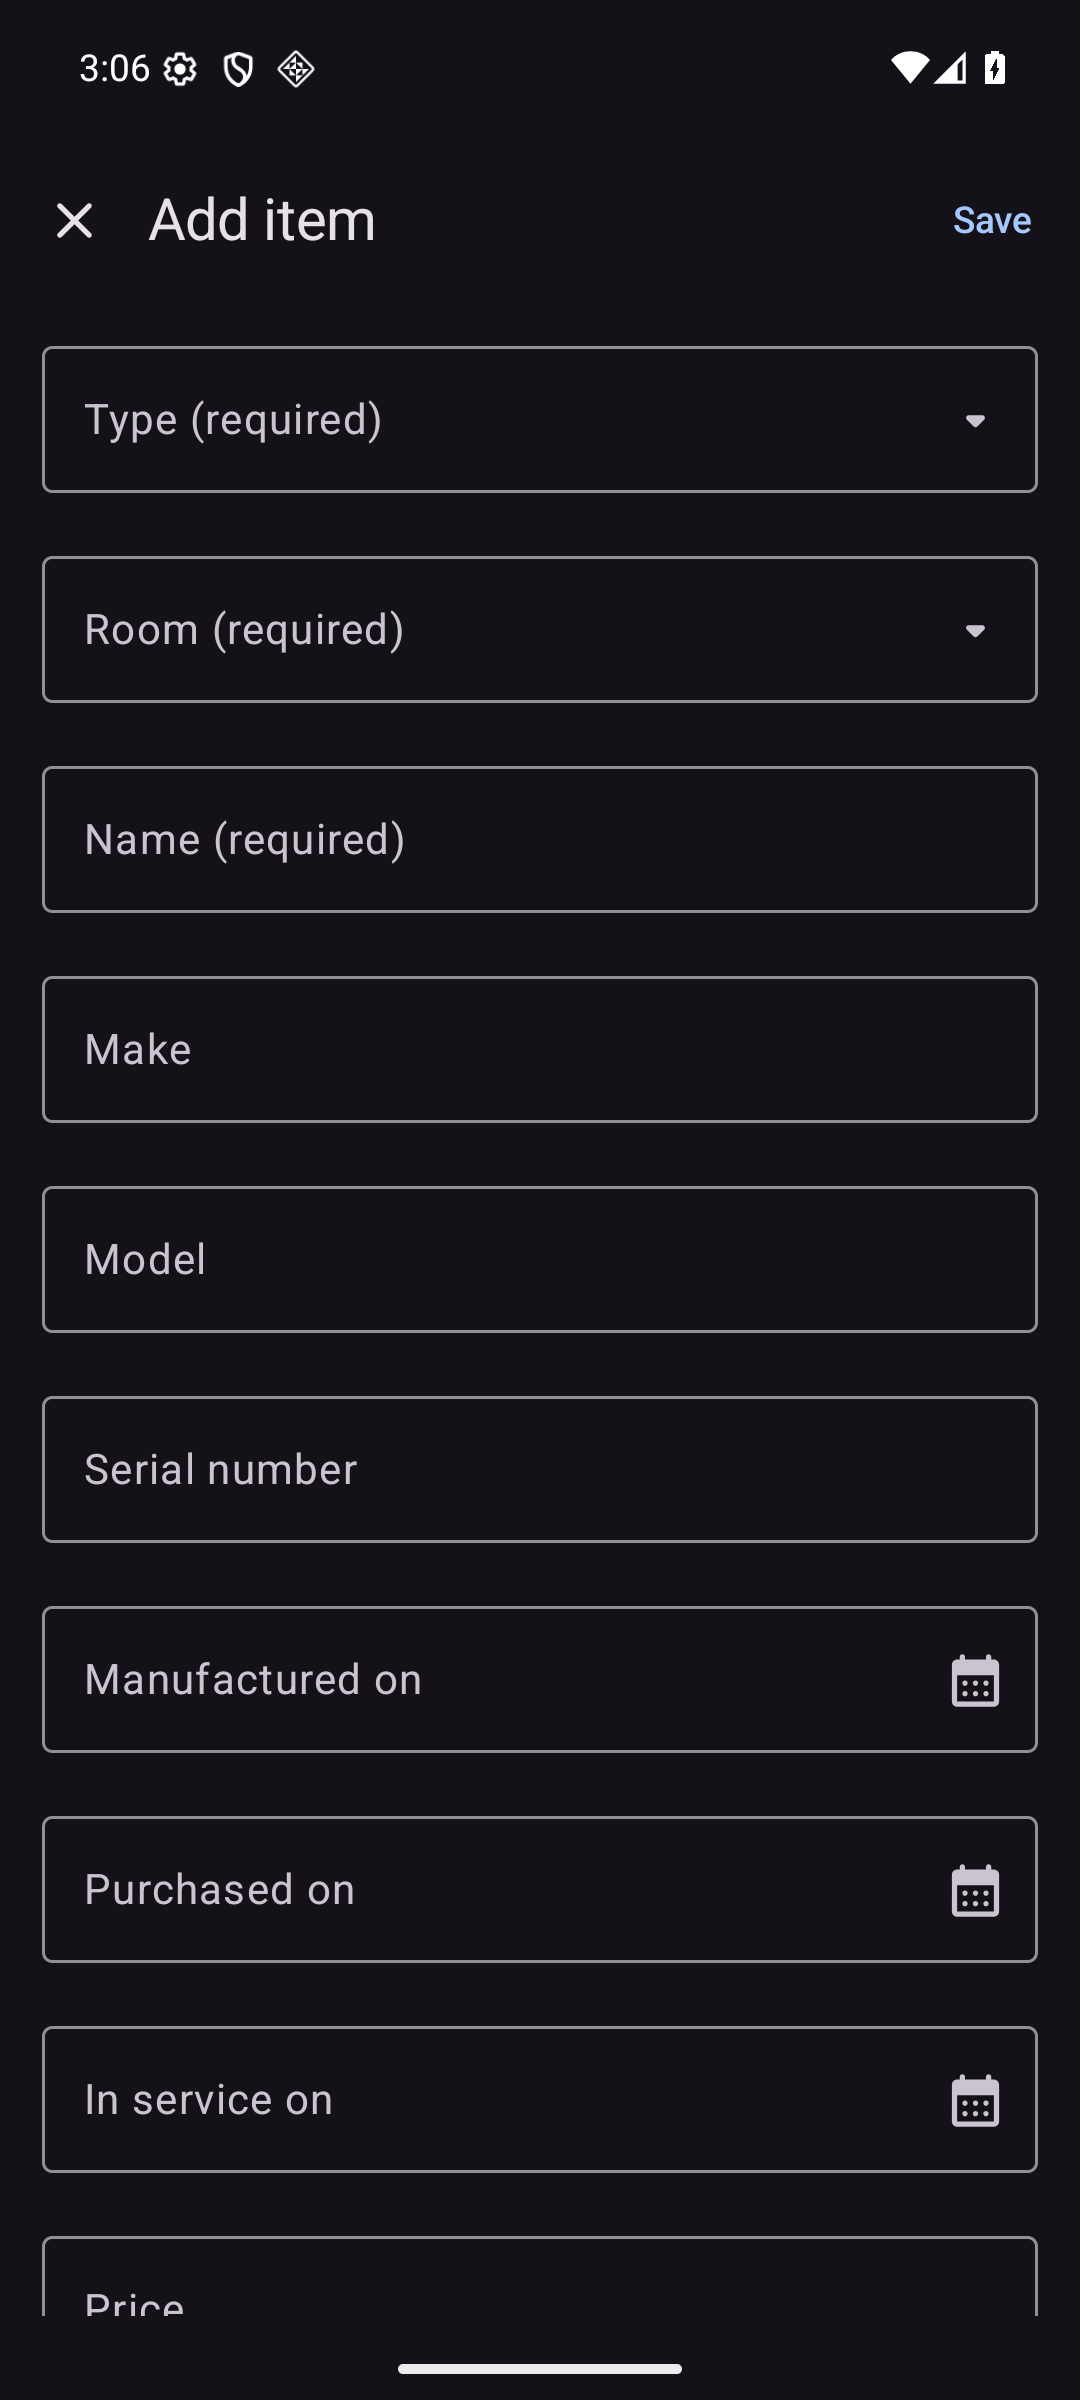 3:06
Add item
Save
Type (required)
Room (required)
Name (required)
Make
Model
Serial number
Manufactured on
Purchased on
In service on
Price